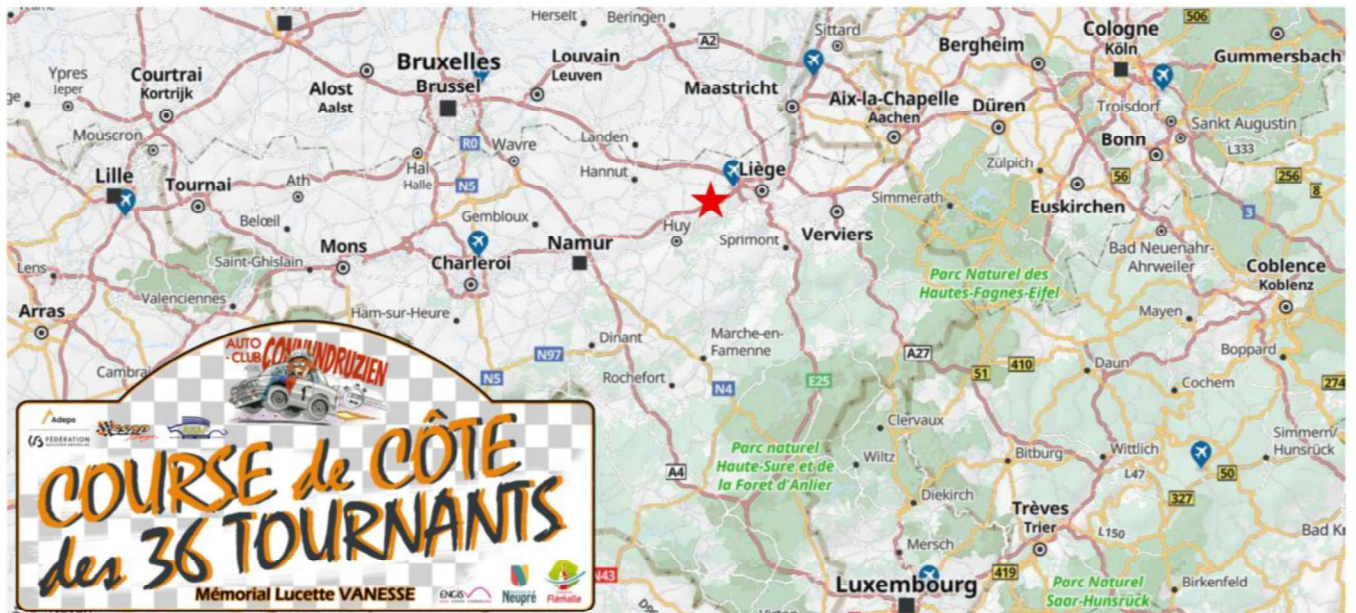 Herselt
Beringen
506
Cologne
Köln
Sittard
A2
Bergheim
Gummersbach
Bruxelles
Brussel
Louvain
Leuven
Ypres
Ieper
Courtrai
Kortrijk
Alost
Aalst
Maastricht
Aix-la-Chapelle
Aachen
Düren
Troisdorf
Sankt Augustin
L333
Mouscron
Landen
Bonn
R0
Wavre
Hal
Halle
Hannut
Liège
Zülpich
56
256
8
Lille
Tournai
Ath
N5
Simmerath
Euskirchen
3
Belœil
Gembloux
Huy
Sprimont
Verviers
Mons
Namur
Bad Neuenahr-
Ahrweiler
Lens
Saint-Ghislain
Charleroi
Parc Naturel des
Hautes-Fagnes-Eifel
Coblence
Koblenz
Valenciennes
Arras
Ham-sur-Heure
Mayen
Dinant
Marche-en-
Famenne
N97
A27
Boppard
Cambrai
N5
Rochefort
N4
E25
51
410
Daun
Cochem
274
Clervaux
Simmern/
Hunsrück
Parc naturel
Haute-Sure et de
la Foret d'Anlier
Wiltz
Bitburg
Wittlich
L47
50
A4
Diekirch
327
Trèves
Trier
L150
Mersch
N43
Luxembourg
419
Parc Naturel
Saar-Hunsrück
Birkenfeld
AUTO
-CLUB
CONWUNDRUZIEN
Adeps
FÉDÉRATION
COURSE de CÔTE
des 36 TOURNANTS
Mémorial Lucette VANESSE
ENGIS
Neupré
Flémalle